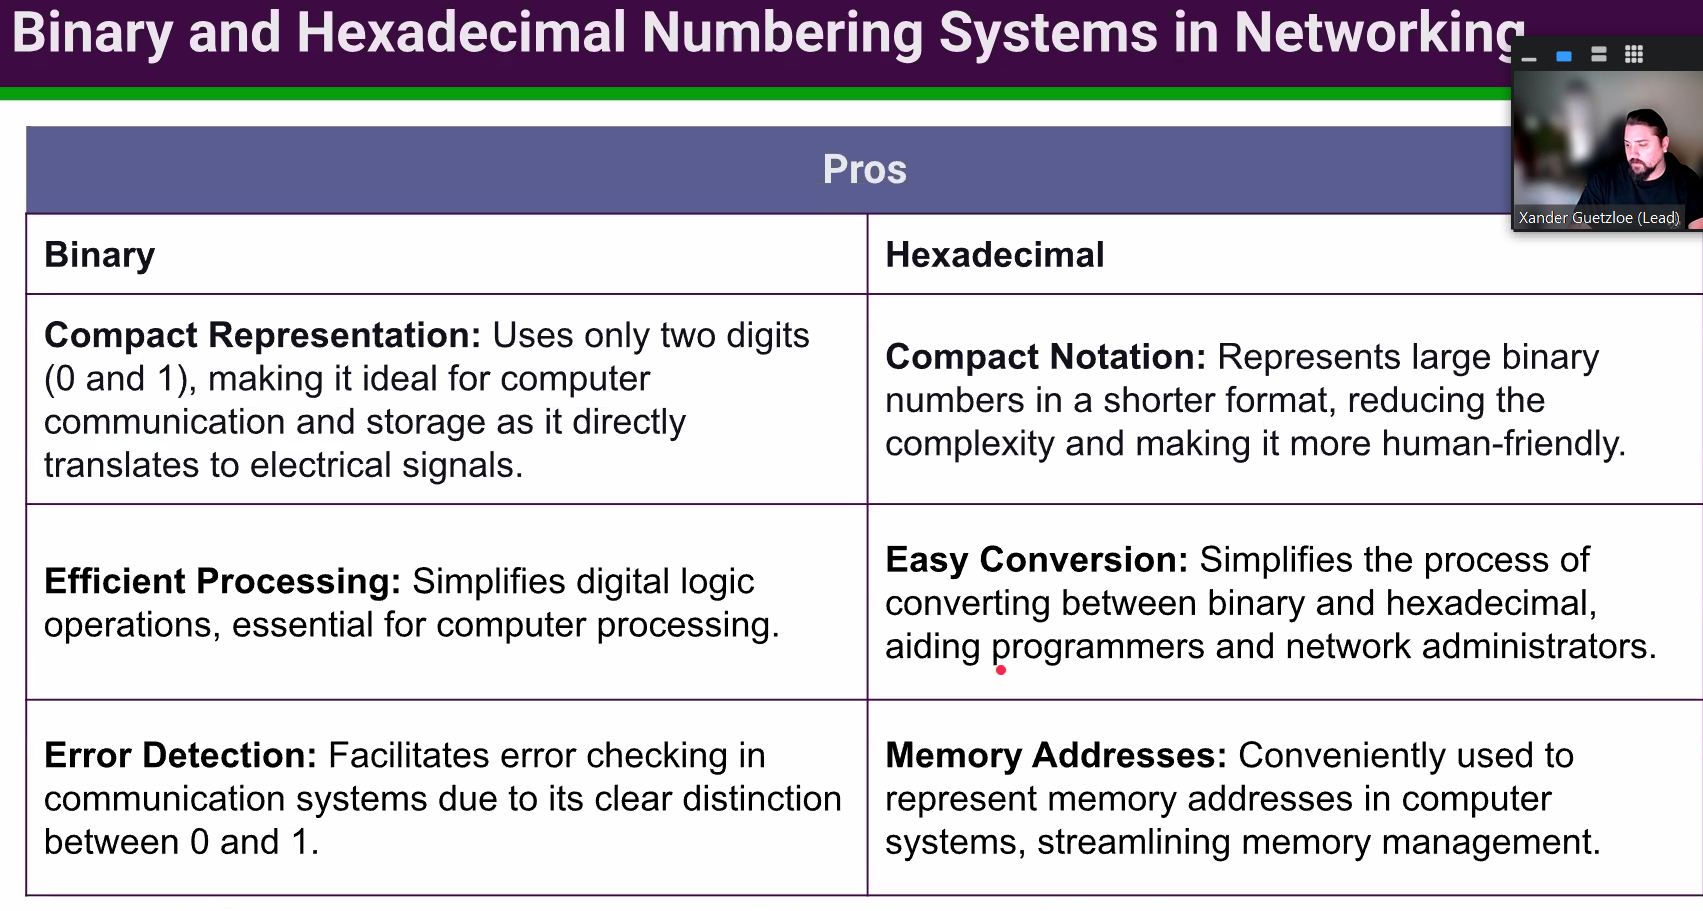 Binary and Hexadecimal Numbering Systems in Networking
Pros
Xander Guetzloe (Lead)
Binary
Hexadecimal
Compact Representation: Uses only two digits
(0 and 1), making it ideal for computer
communication and storage as it directly
translates to electrical signals.
Compact Notation: Represents large binary
numbers in a shorter format, reducing the
complexity and making it more human-friendly.
Efficient Processing: Simplifies digital logic
operations, essential for computer processing.
Easy Conversion: Simplifies the process of
converting between binary and hexadecimal,
aiding programmers and network administrators.
Error Detection: Facilitates error checking in
communication systems due to its clear distinction
between 0 and 1.
Memory Addresses: Conveniently used to
represent memory addresses in computer
systems, streamlining memory management.